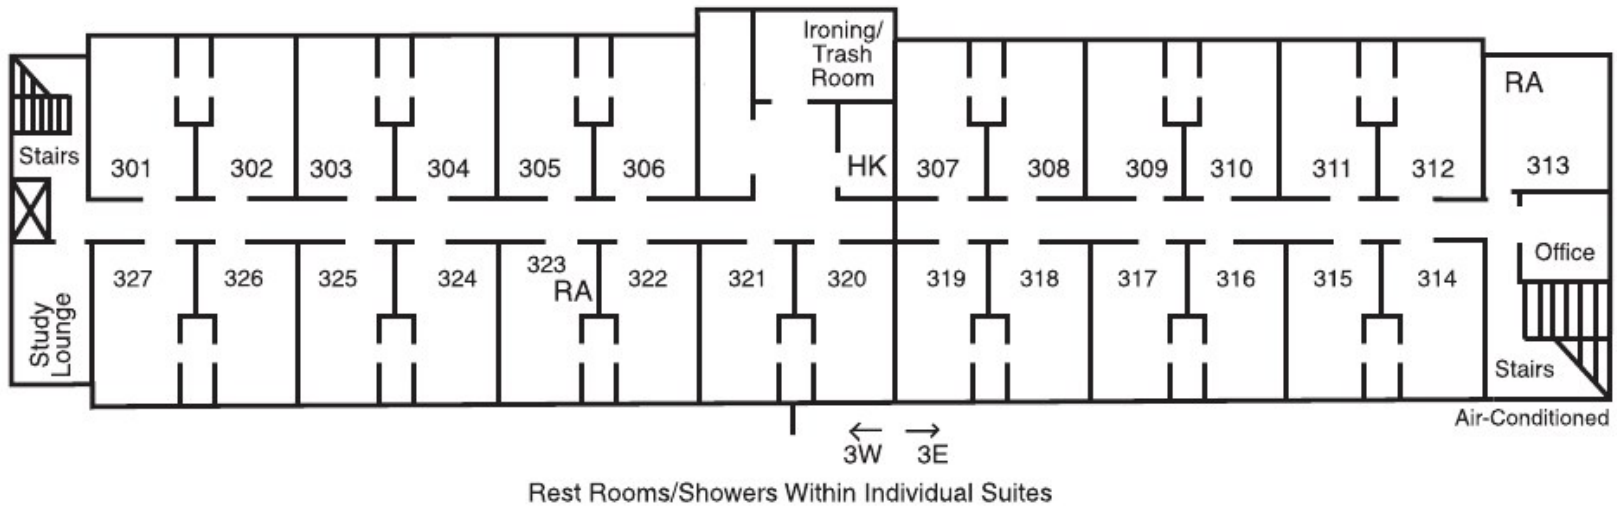 Ironing/
Trash
Room
RA
Stairs
301 302 303 304 305 306 HK 307 308 309 310 311 312 313
327 326 325 324 323 RA 322 321 320 319 318 317 316 315 314
Office
Study
Lounge
Stairs
Air-Conditioned
← →
3W 3E
Rest Rooms/Showers Within Individual Suites